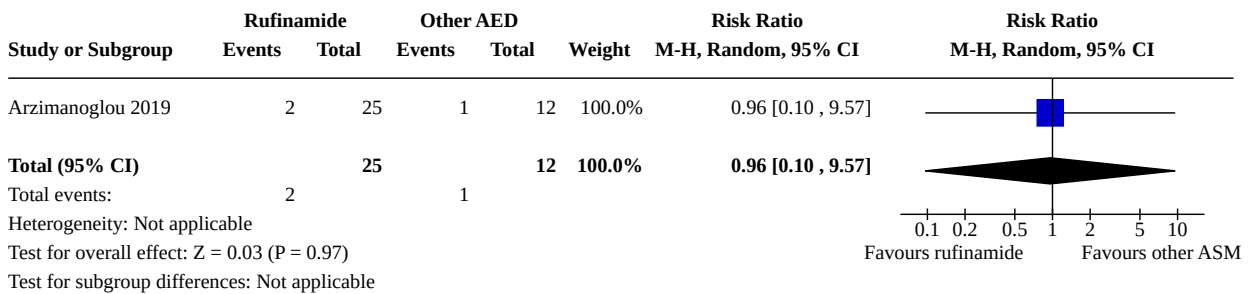 Rufinamide Other AED Risk Ratio Risk Ratio
Study or Subgroup Events Total Events Total Weight M-H, Random, 95% CI M-H, Random, 95% CI
Arzimanoglou 2019 2 25 1 12 100.0% 0.96 [0.10 , 9.57]
Total (95% CI) 25 12 100.0% 0.96 [0.10 , 9.57]
Total events: 2 1
Heterogeneity: Not applicable 0.1 0.2 0.5 1 2 5 10
Test for overall effect: Z = 0.03 (P = 0.97) Favours rufinamide Favours other ASM
Test for subgroup differences: Not applicable